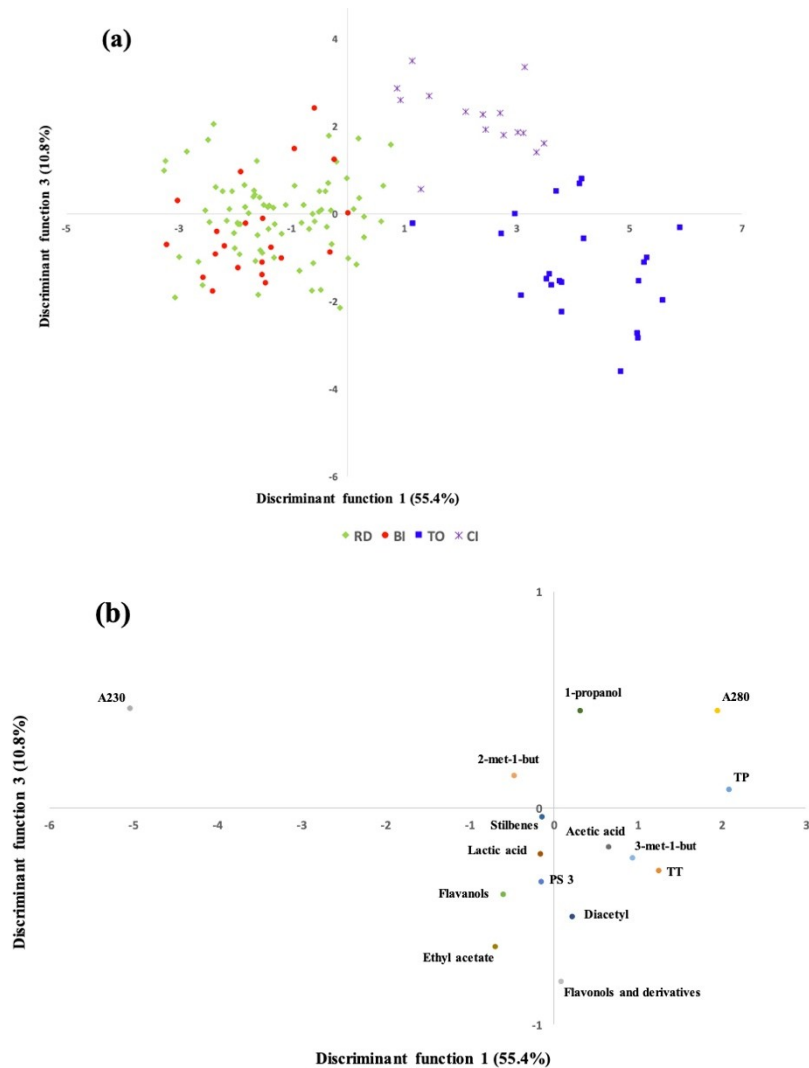 (a)
Discriminant function 3 (10.8%)
4
2
0
-5 -3 -1 1 3 5 7
-2
-4
-6
Discriminant function 1 (55.4%)
RD BI TO CI
(b)
Discriminant function 3 (10.8%)
1
A230
1-propanol
A280
2-met-1-but
TP
0
-6 -5 -4 -3 -2 -1 0 1 2 3
Stilbenes
Acetic acid
Lactic acid
3-met-1-but
PS 3
TT
Flavanols
Diacetyl
Ethyl acetate
Flavonols and derivatives
-1
Discriminant function 1 (55.4%)